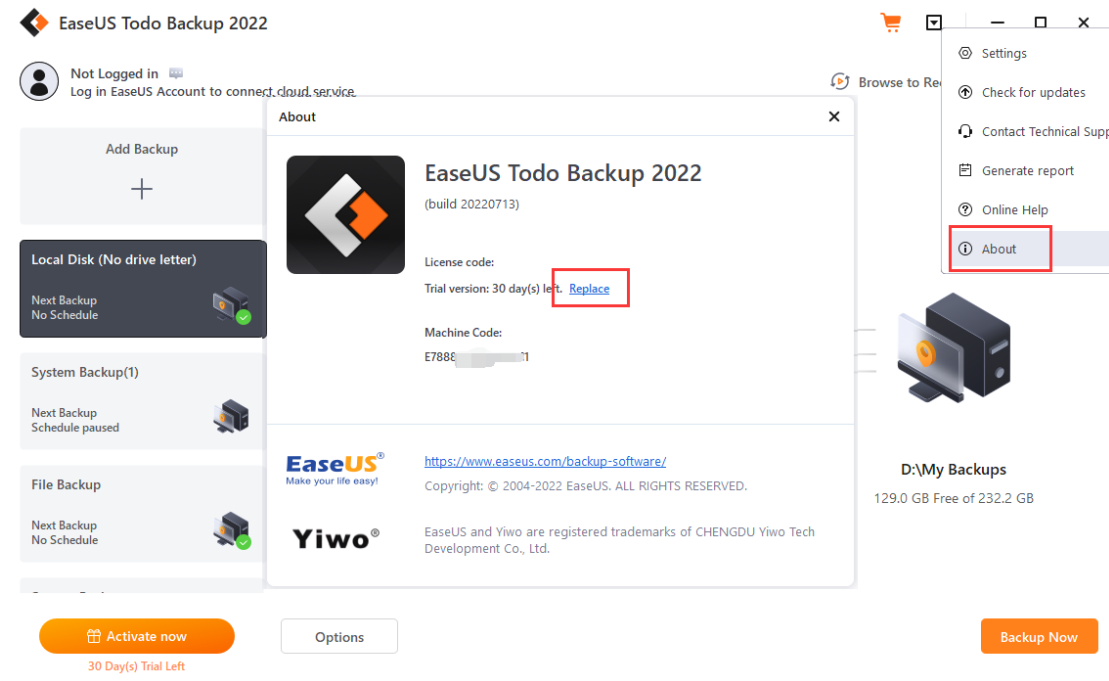 EaseUS Todo Backup 2022
Not Logged in
Log in EaseUS Account to connect cloud service.
Browse to
Settings
Check for updates
Contact Technical
Generate report
Online Help
About
Add Backup
Local Disk (No drive letter)
Next Backup
No Schedule
System Backup(1)
Next Backup
Schedule paused
File Backup
Next Backup
No Schedule
About
EaseUS Todo Backup 2022
(build 20220713)
License code:
Trial version: 30 day(s) left. Replace
Machine Code:
E7888
EaseUS®
Make your life easy!
https://www.easeus.com/backup-software/
Copyright: © 2004-2022 EaseUS. ALL RIGHTS RESERVED.
Yiwo®
EaseUS and Yiwo are registered trademarks of CHENGDU Yiwo Tech
Development Co., Ltd.
D:\My Backups
129.0 GB Free of 232.2 GB
Activate now
30 Day(s) Trial Left
Options
Backup Now